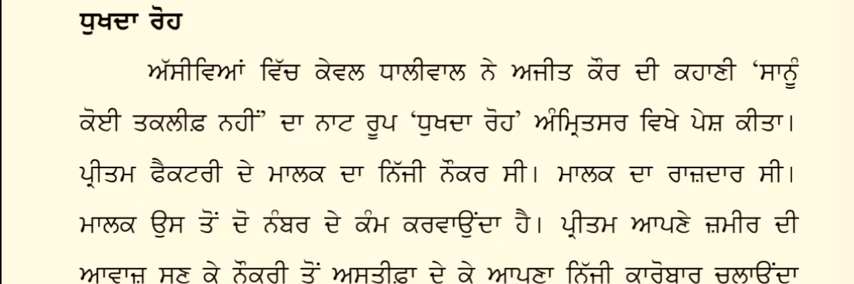 ਧੁਖਦਾ ਰੋਹ
ਅੱਸੀਵਿਆਂ ਵਿੱਚ ਕੇਵਲ ਧਾਲੀਵਾਲ ਨੇ ਅਜੀਤ ਕੌਰ ਦੀ ਕਹਾਣੀ ‘ਸਾਨੂੰ
ਕੋਈ ਤਕਲੀਫ਼ ਨਹੀਂ” ਦਾ ਨਾਟ ਰੂਪ ‘ਧੁਖਦਾ ਰੋਹ’ ਅੰਮ੍ਰਿਤਸਰ ਵਿਖੇ ਪੇਸ਼ ਕੀਤਾ।
ਪ੍ਰੀਤਮ ਫੈਕਟਰੀ ਦੇ ਮਾਲਕ ਦਾ ਨਿੱਜੀ ਨੌਕਰ ਸੀ। ਮਾਲਕ ਦਾ ਰਾਜ਼ਦਾਰ ਸੀ।
ਮਾਲਕ ਉਸ ਤੋਂ ਦੋ ਨੰਬਰ ਦੇ ਕੰਮ ਕਰਵਾਉਂਦਾ ਹੈ। ਪ੍ਰੀਤਮ ਆਪਣੇ ਜ਼ਮੀਰ ਦੀ
ਆਵਾਜ਼ ਸੁਣ ਕੇ ਨੌਕਰੀ ਤੋਂ ਅਸਤੀਫ਼ਾ ਦੇ ਕੇ ਆਪਣਾ ਨਿੱਜੀ ਕਾਰੋਬਾਰ ਚਲਾਉਂਦਾ